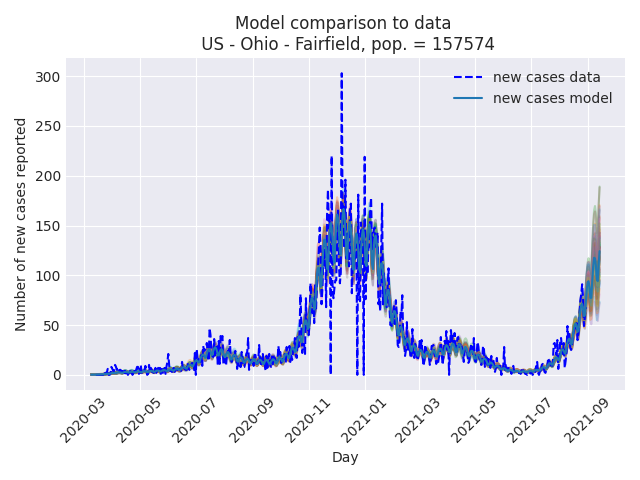 Model comparison to data
US - Ohio - Fairfield, pop. = 157574
new cases data
new cases model
Number of new cases reported
300
250
200
150
100
50
0
2020-03
2020-05
2020-07
2020-09
2020-11
2021-01
2021-03
2021-05
2021-07
2021-09
Day